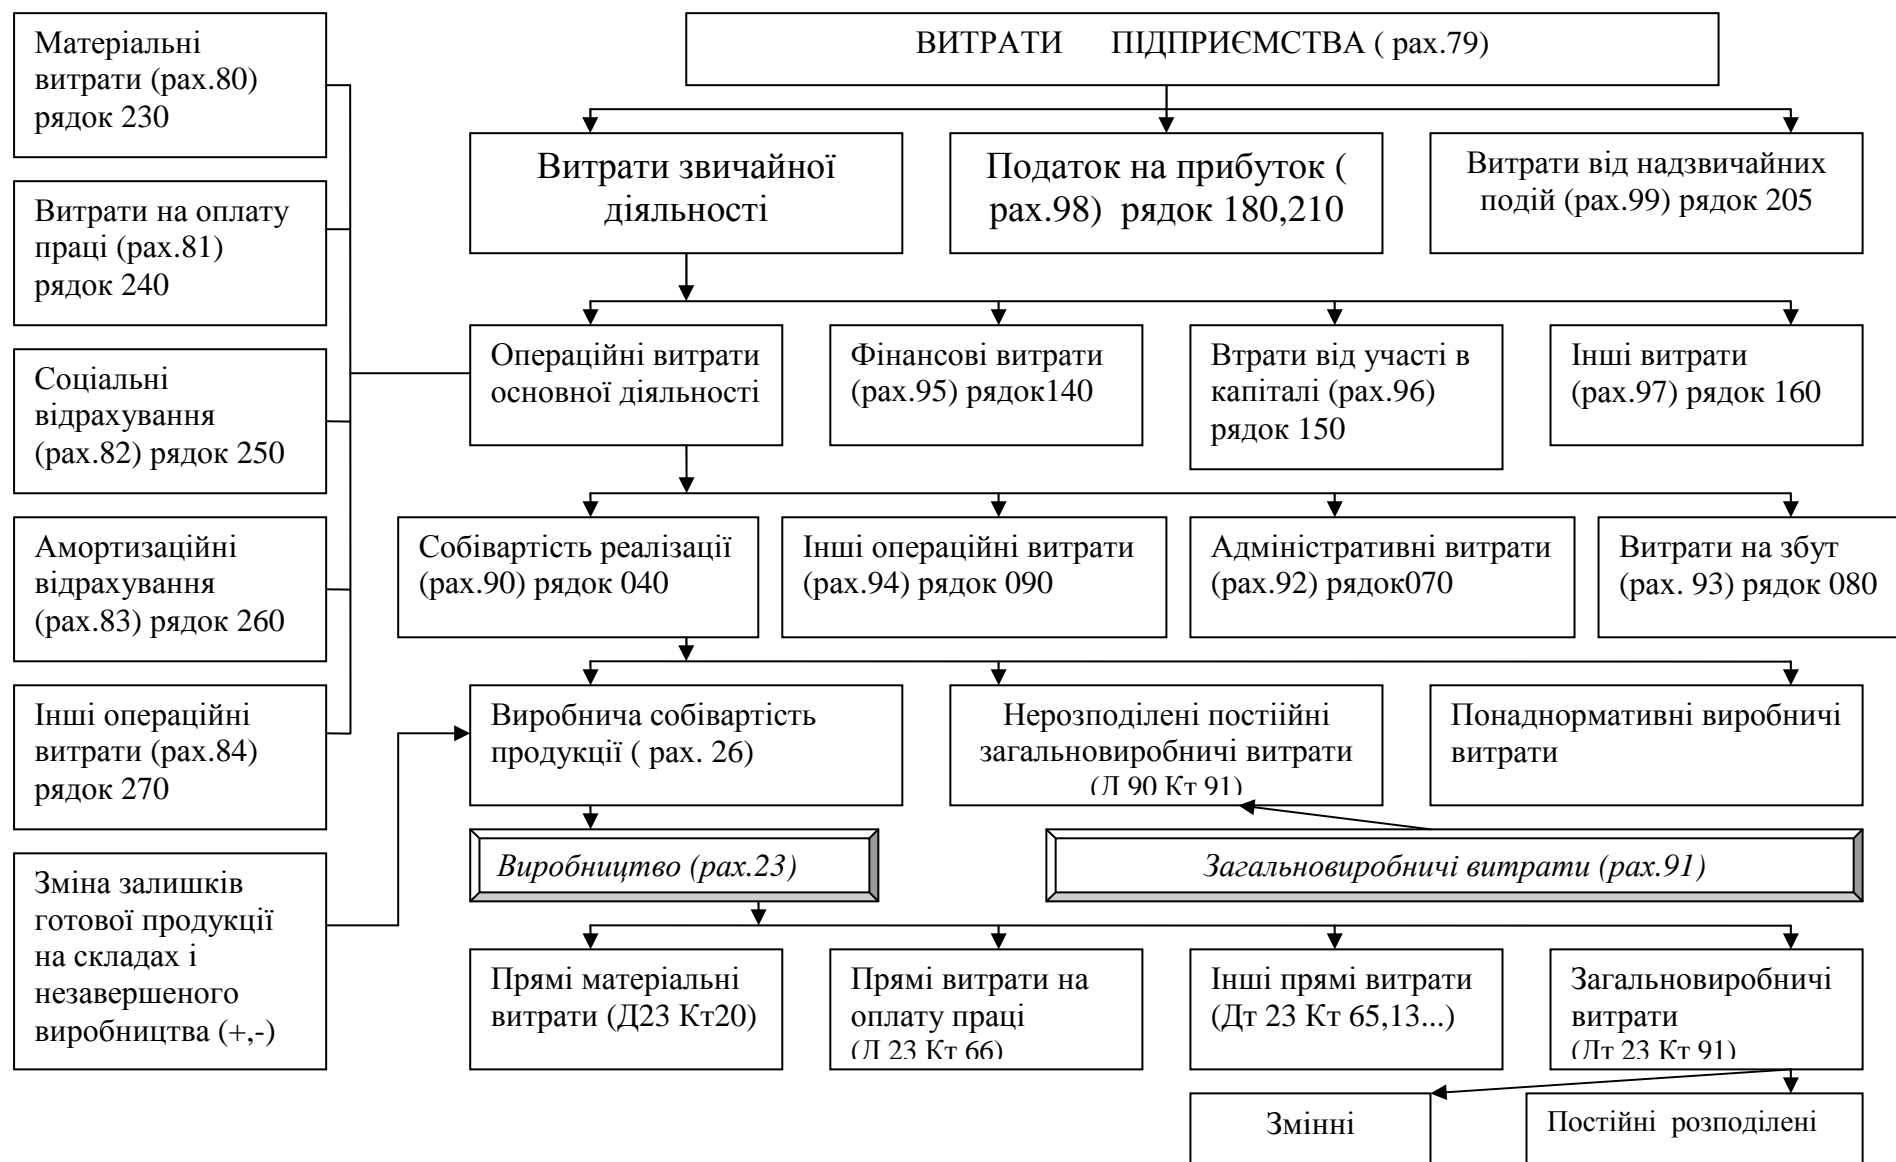 Матеріальні
витрати (рах.80)
рядок 230
ВИТРАТИ ПІДПРИЄМСТВА ( рах.79)
Витрати на оплату
праці (рах.81)
рядок 240
Витрати звичайної
діяльності
Податок на прибуток (
рах.98) рядок 180,210
Витрати від надзвичайних
подій (рах.99) рядок 205
Соціальні
відрахування
(рах.82) рядок 250
Операційні витрати
основної діяльності
Фінансові витрати
(рах.95) рядок140
Втрати від участі в
капіталі (рах.96)
рядок 150
Інші витрати
(рах.97) рядок 160
Амортизаційні
відрахування
(рах.83) рядок 260
Собівартість реалізації
(рах.90) рядок 040
Інші операційні витрати
(рах.94) рядок 090
Адміністративні витрати
(рах.92) рядок070
Витрати на збут
(рах. 93) рядок 080
Інші операційні
витрати (рах.84)
рядок 270
Виробнича собівартість
продукції ( рах. 26)
Нерозподілені постіійні
загальновиробничі витрати
(Д 90 Кт 91)
Понаднормативні виробничі
витрати
Зміна залишків
готової продукції
на складах і
незавершеного
виробництва (+,-)
Виробництво (рах.23)
Загальновиробничі витрати (рах.91)
Прямі матеріальні
витрати (Д23 Кт20)
Прямі витрати на
оплату праці
(Д 23 Кт 66)
Інші прямі витрати
(Дт 23 Кт 65,13...)
Загальновиробничі
витрати
(Дт 23 Кт 91)
Змінні
Постійні розподілені